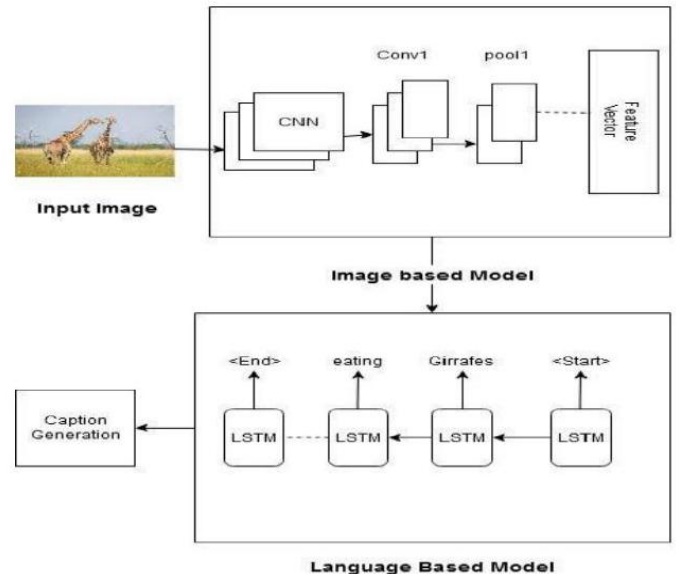 Conv1
pool1
CNN
Feature
Vector
Input Image
Image based Model
<End>
eating
Girrafes
<Start>
Caption
Generation
LSTM
LSTM
LSTM
LSTM
Language Based Model